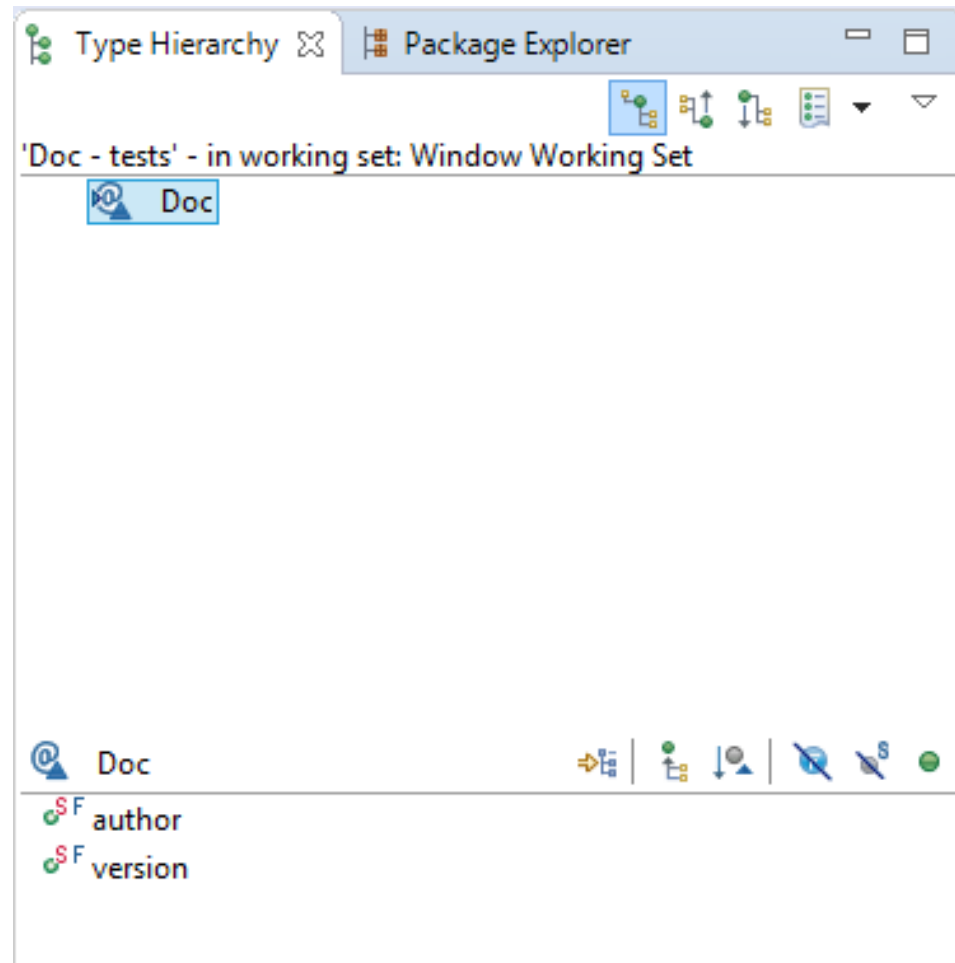 Type Hierarchy Package Explorer
'Doc - tests' - in working set: Window Working Set
Doc
Doc
S F author
S F version